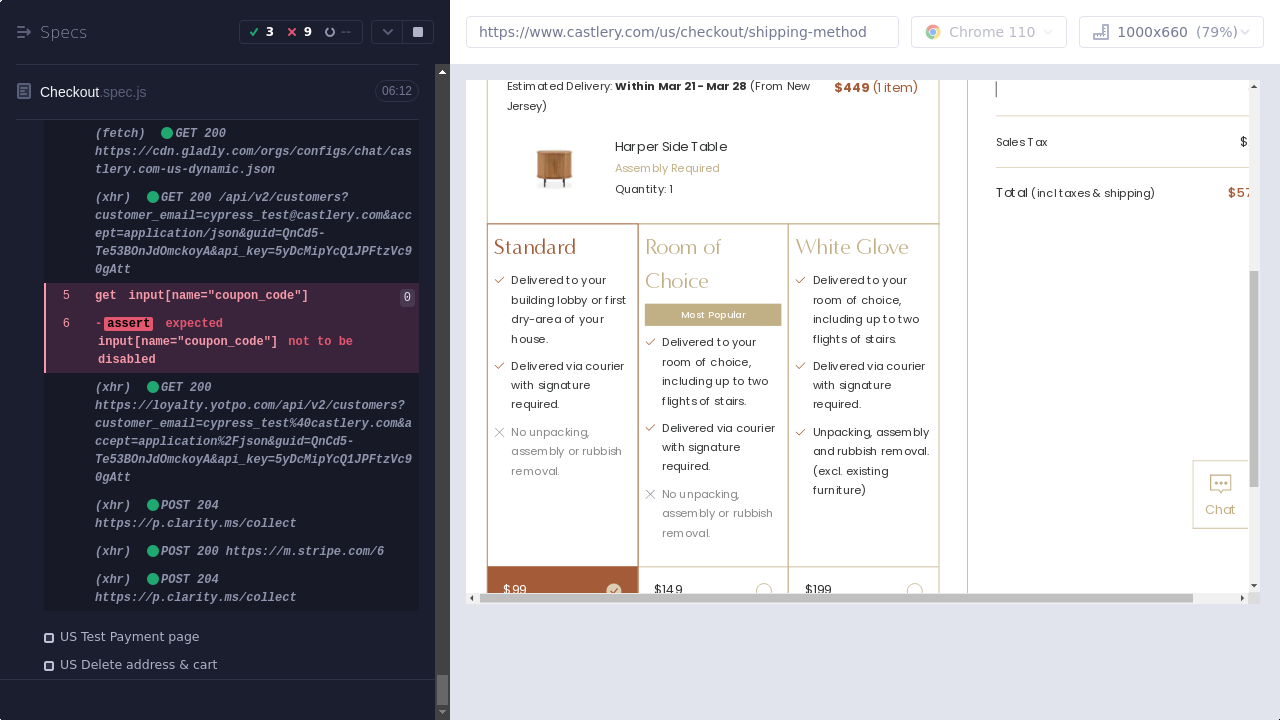 Specs
3
9
--
Checkout.spec.js
06:12
(fetch) GET 200
https://cdn.gladly.com/orgs/configs/chat/cas
tlery.com-us-dynamic.json
(xhr) GET 200 /api/v2/customers?
customer_email=cypress_test@castlery.com&acc
ept=application/json&guid=QnCd5-
Te53BOnJdOmckoyA&api_key=5yDcMipYcQ1JPFtzVc9
0gAtt
5 get input[name="coupon_code"] 0
6 -assert expected
input[name="coupon_code"] not to be
disabled
(xhr) GET 200
https://loyalty.yotpo.com/api/v2/customers?
customer_email=cypress_test%40castlery.com&a
ccept=application%2Fjson&guid=QnCd5-
Te53BOnJdOmckoyA&api_key=5yDcMipYcQ1JPFtzVc9
0gAtt
(xhr) POST 204
https://p.clarity.ms/collect
(xhr) POST 200 https://m.stripe.com/6
(xhr) POST 204
https://p.clarity.ms/collect
US Test Payment page
US Delete address & cart
https://www.castlery.com/us/checkout/shipping-method
Chrome 110
1000x660 (79%)
Estimated Delivery: Within Mar 21 - Mar 28 (From New
Jersey)
$449 (1 item)
Harper Side Table
Assembly Required
Quantity: 1
Standard
Delivered to your
building lobby or first
dry-area of your
house.
Delivered via courier
with signature
required.
No unpacking,
assembly or rubbish
removal.
$99
Room of
Choice
Most Popular
Delivered to your
room of choice,
including up to two
flights of stairs.
Delivered via courier
with signature
required.
No unpacking,
assembly or rubbish
removal.
$149
White Glove
Delivered to your
room of choice,
including up to two
flights of stairs.
Delivered via courier
with signature
required.
Unpacking, assembly
and rubbish removal.
(excl. existing
furniture)
$199
Sales Tax
$
Total (incl taxes & shipping)
$57
Chat